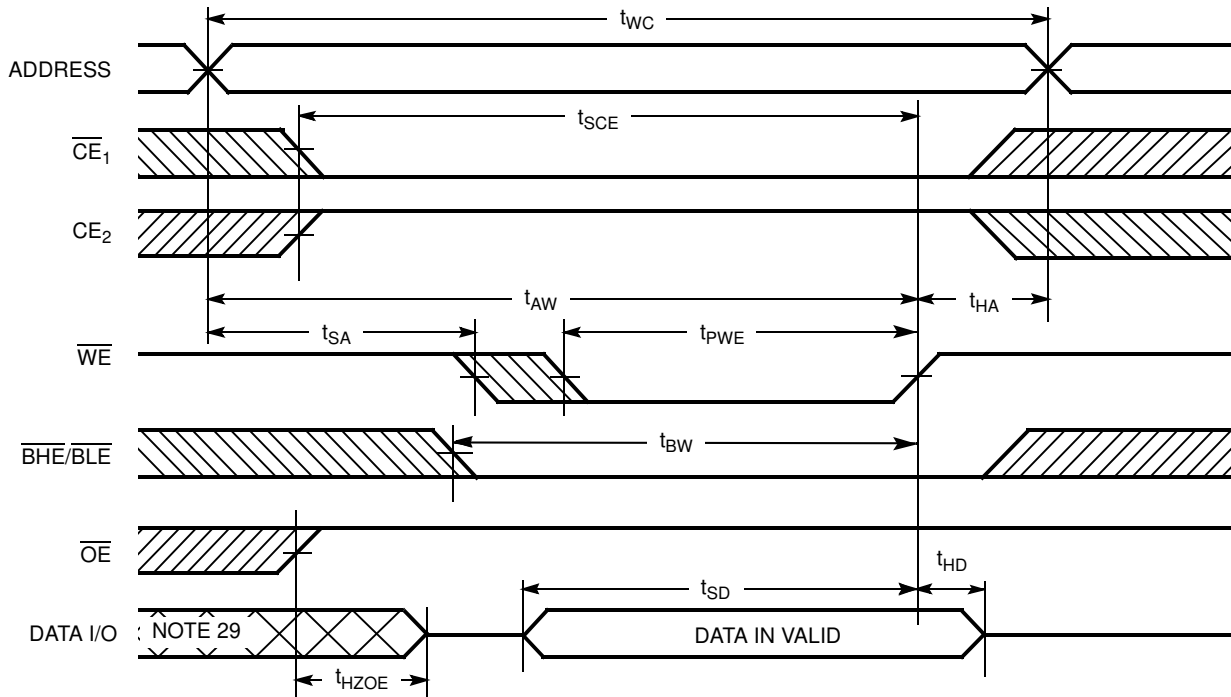 tWC
ADDRESS
tSCE
CE1
CE2
tAW
tHA
tSA
tPWE
WE
tBW
BHE/BLE
OE
tHD
tSD
DATA I/O
NOTE 29
DATA IN VALID
tHZOE